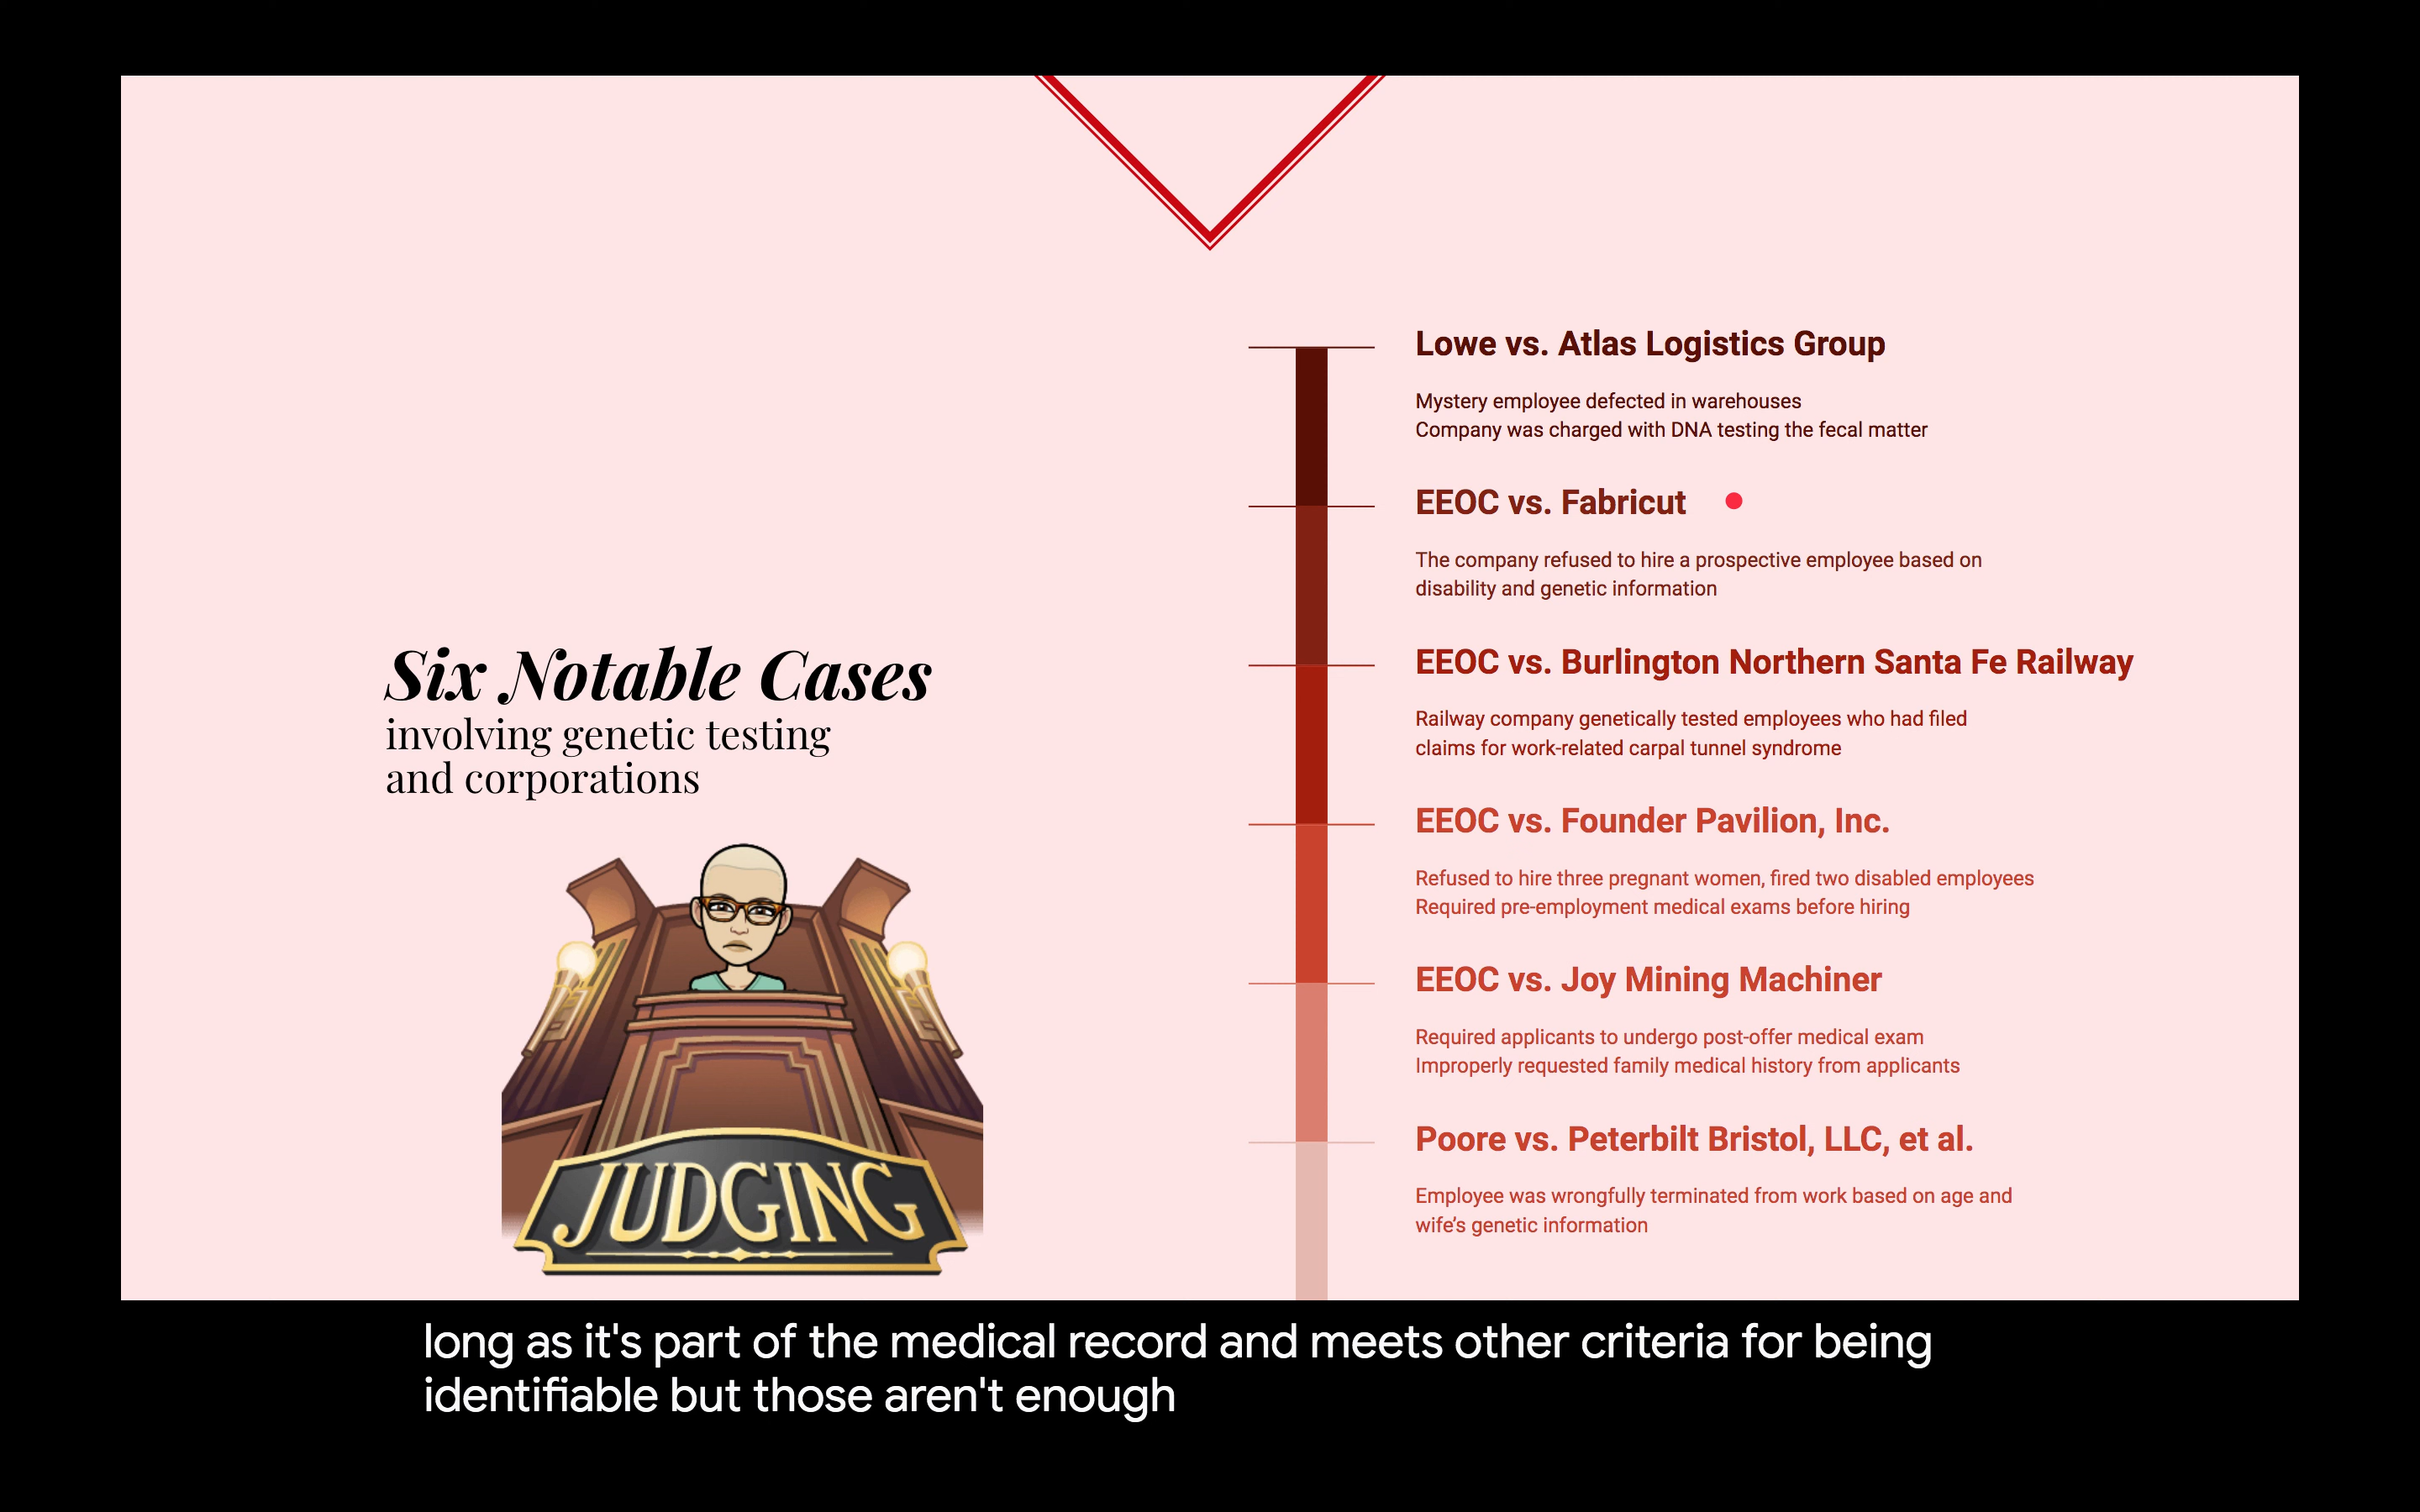 Six Notable Cases
involving genetic testing
and corporations
JUDGING
Lowe vs. Atlas Logistics Group
Mystery employee defected in warehouses
Company was charged with DNA testing the fecal matter
EEOC vs. Fabricut
The company refused to hire a prospective employee based on
disability and genetic information
EEOC vs. Burlington Northern Santa Fe Railway
Railway company genetically tested employees who had filed
claims for work-related carpal tunnel syndrome
EEOC vs. Founder Pavilion, Inc.
Refused to hire three pregnant women, fired two disabled employees
Required pre-employment medical exams before hiring
EEOC vs. Joy Mining Machiner
Required applicants to undergo post-offer medical exam
Improperly requested family medical history from applicants
Poore vs. Peterbilt Bristol, LLC, et al.
Employee was wrongfully terminated from work based on age and
wife’s genetic information
long as it's part of the medical record and meets other criteria for being
identifiable but those aren't enough